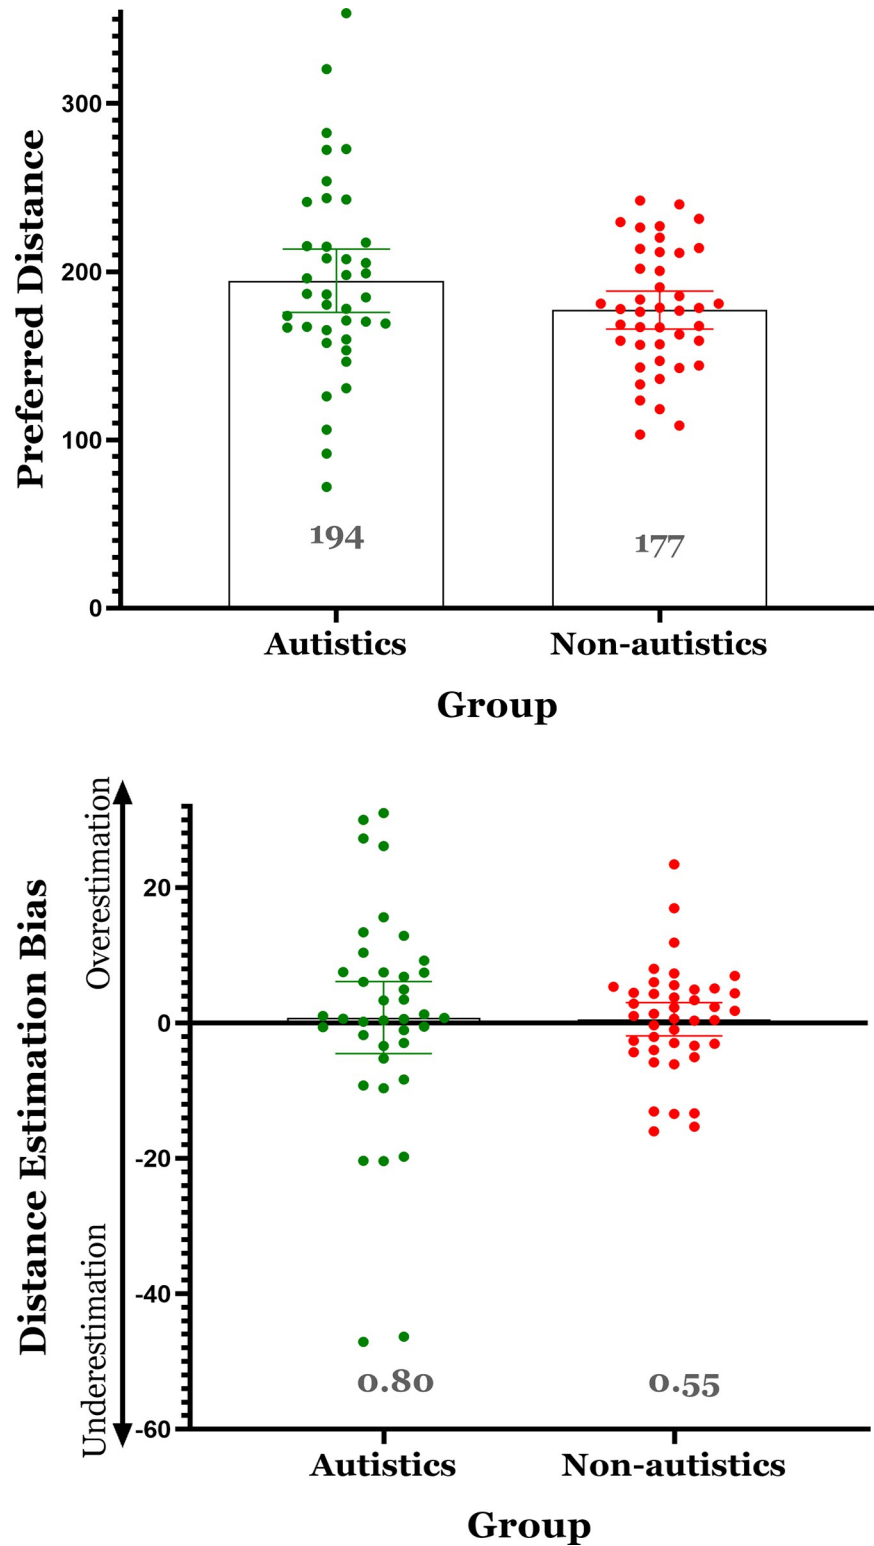 Preferred Distance
300
200
100
0
194
177
Autistics
Non-autistics
Group
Distance Estimation Bias
Overestimation
Underestimation
20
0
-20
-40
-60
0.80
0.55
Autistics
Non-autistics
Group